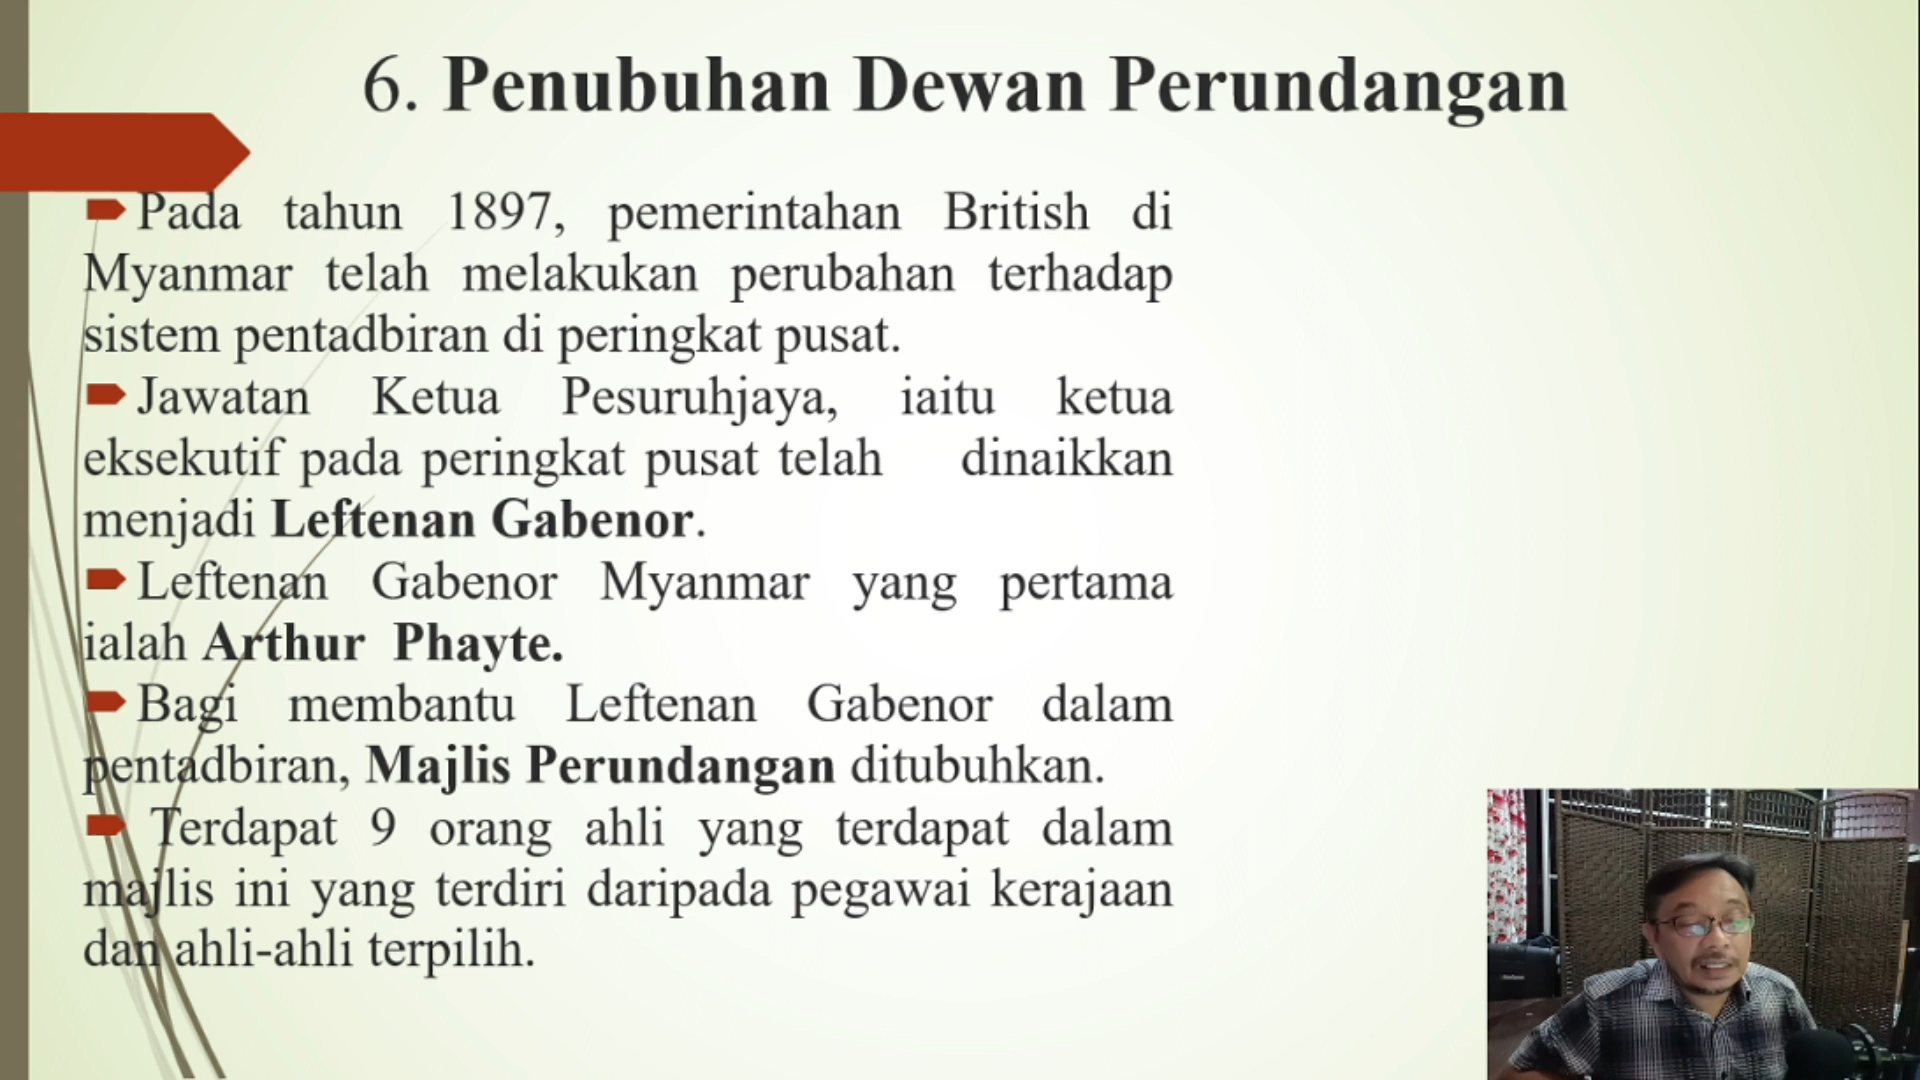 6. Penubuhan Dewan Perundangan
Pada tahun 1897, pemerintahan British di
Myanmar telah melakukan perubahan terhadap
sistem pentadbiran di peringkat pusat.
Jawatan Ketua Pesuruhjaya, iaitu ketua
eksekutif pada peringkat pusat telah dinaikkan
menjadi Leftenan Gabenor.
Leftenan Gabenor Myanmar yang pertama
ialah Arthur Phayte.
Bagi membantu Leftenan Gabenor dalam
pentadbiran, Majlis Perundangan ditubuhkan.
Terdapat 9 orang ahli yang terdapat dalam
majlis ini yang terdiri daripada pegawai kerajaan
dan ahli-ahli terpilih.